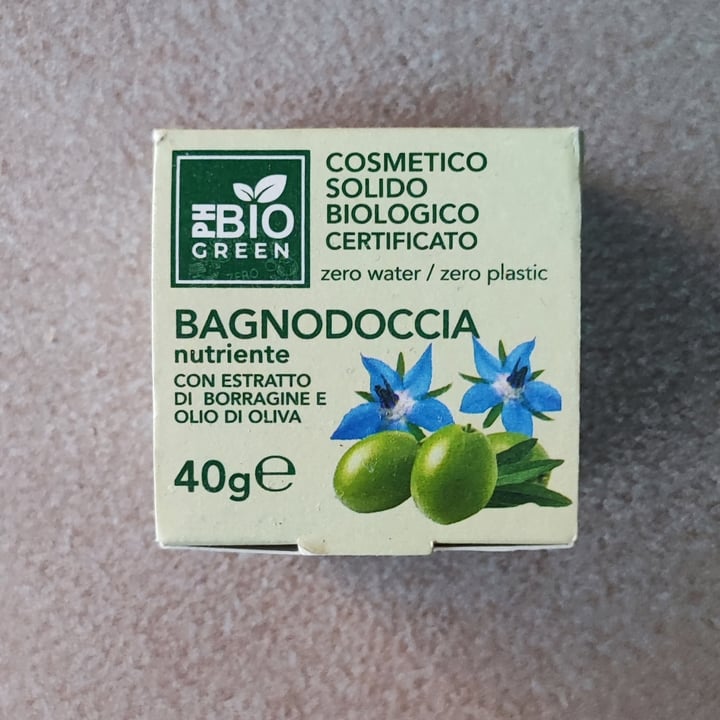 PH BIO
GREEN
COSMETICO
SOLIDO
BIOLOGICO
CERTIFICATO
zero water / zero plastic
BAGNODOCCIA
nutriente
CON ESTRATTO
DI BORRAGINE E
OLIO DI OLIVA
40g℮